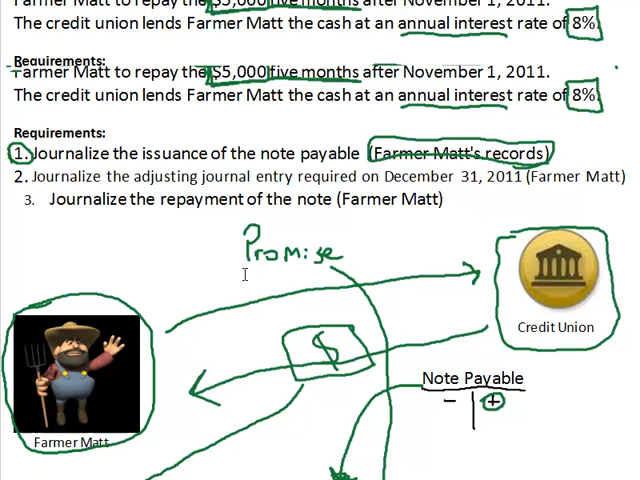 Farmer Matt to repay the $5,000 five months after November 1, 2011.
The credit union lends Farmer Matt the cash at an annual interest rate of 8%.
Requirements:
Farmer Matt to repay the $5,000 five months after November 1, 2011.
The credit union lends Farmer Matt the cash at an annual interest rate of 8%.
Requirements:
1. Journalize the issuance of the note payable (Farmer Matt's records)
2. Journalize the adjusting journal entry required on December 31, 2011 (Farmer Matt)
3. Journalize the repayment of the note (Farmer Matt)
Promise
Credit Union
$
Note Payable
- +
Farmer Matt